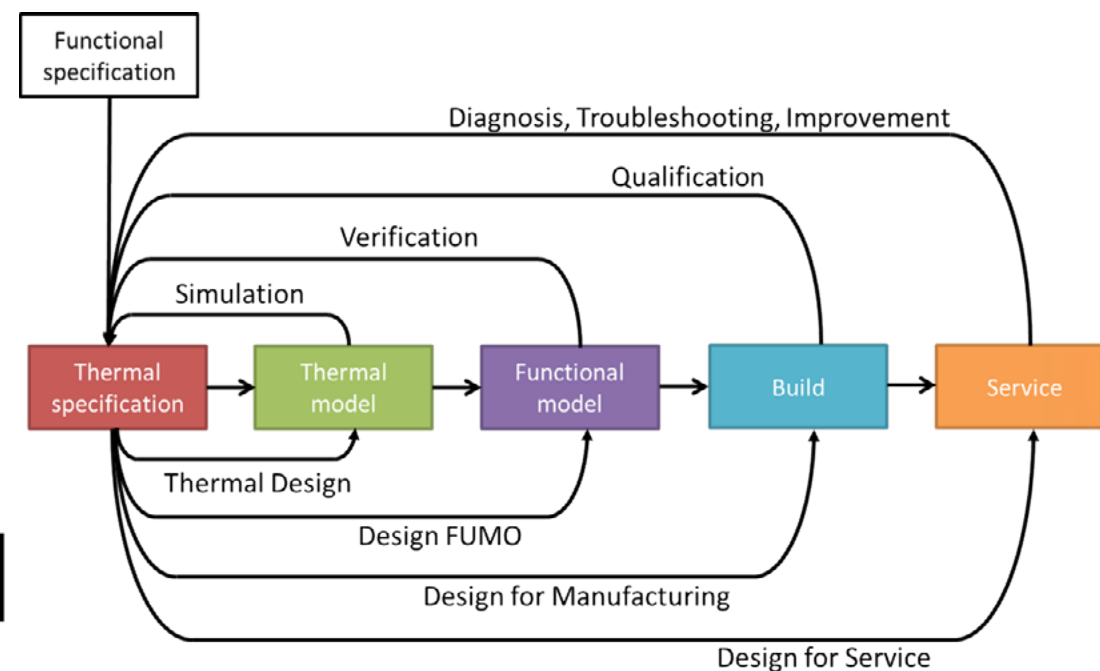 Functional
specification
Diagnosis, Troubleshooting, Improvement
Qualification
Verification
Simulation
Thermal
specification
Thermal
model
Functional
model
Build
Service
Thermal Design
Design FUMO
Design for Manufacturing
Design for Service